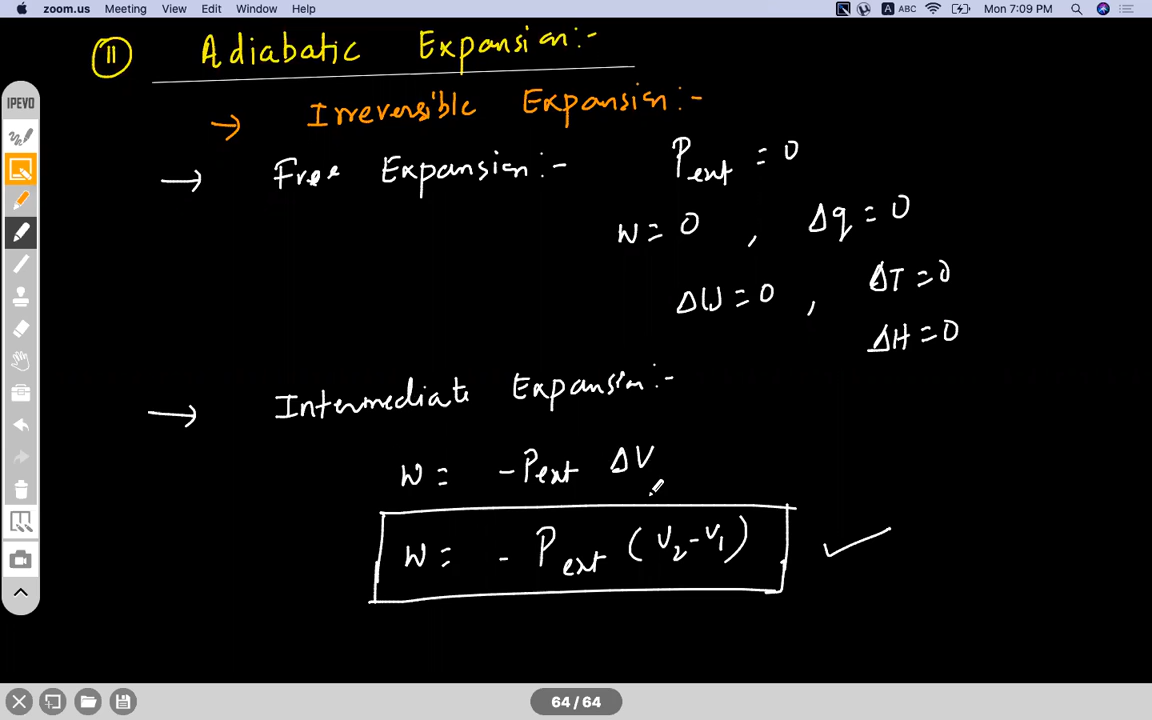 zoom.us Meeting View Edit Window Help A ABC Mon 7:09 PM
II Adiabatic Expansion:-
IPEVO
→ Irreversible Expansion:-
→ Free Expansion:- Pext = 0
W = 0 , Δq = 0
ΔU = 0 , ΔT = 0
ΔH = 0
→ Intermediate Expansion:-
W = -Pext ΔV
W = - Pext (V2 - V1) ✓
64 / 64